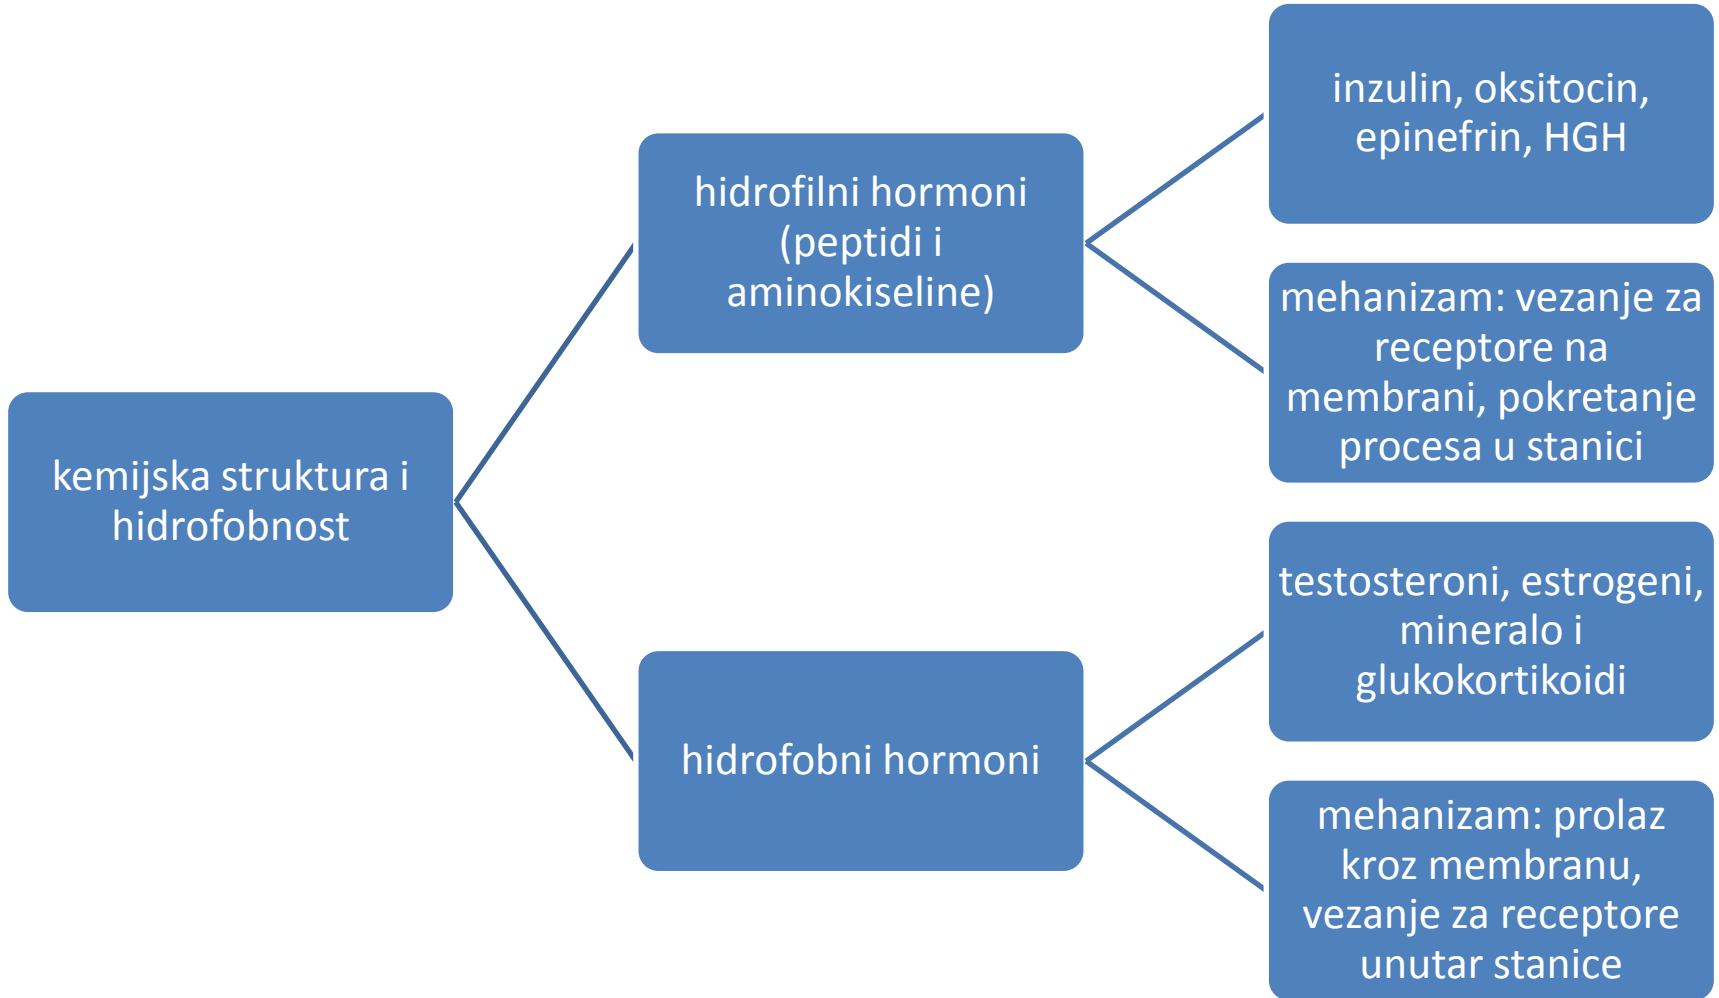 kemijska struktura i
hidrofobnost
hidrofilni hormoni
(peptidi i
aminokiseline)
inzulin, oksitocin,
epinefrin, HGH
mehanizam: vezanje za
receptore na
membrani, pokretanje
procesa u stanici
hidrofobni hormoni
testosteroni, estrogeni,
mineralo i
glukokortikoidi
mehanizam: prolaz
kroz membranu,
vezanje za receptore
unutar stanice